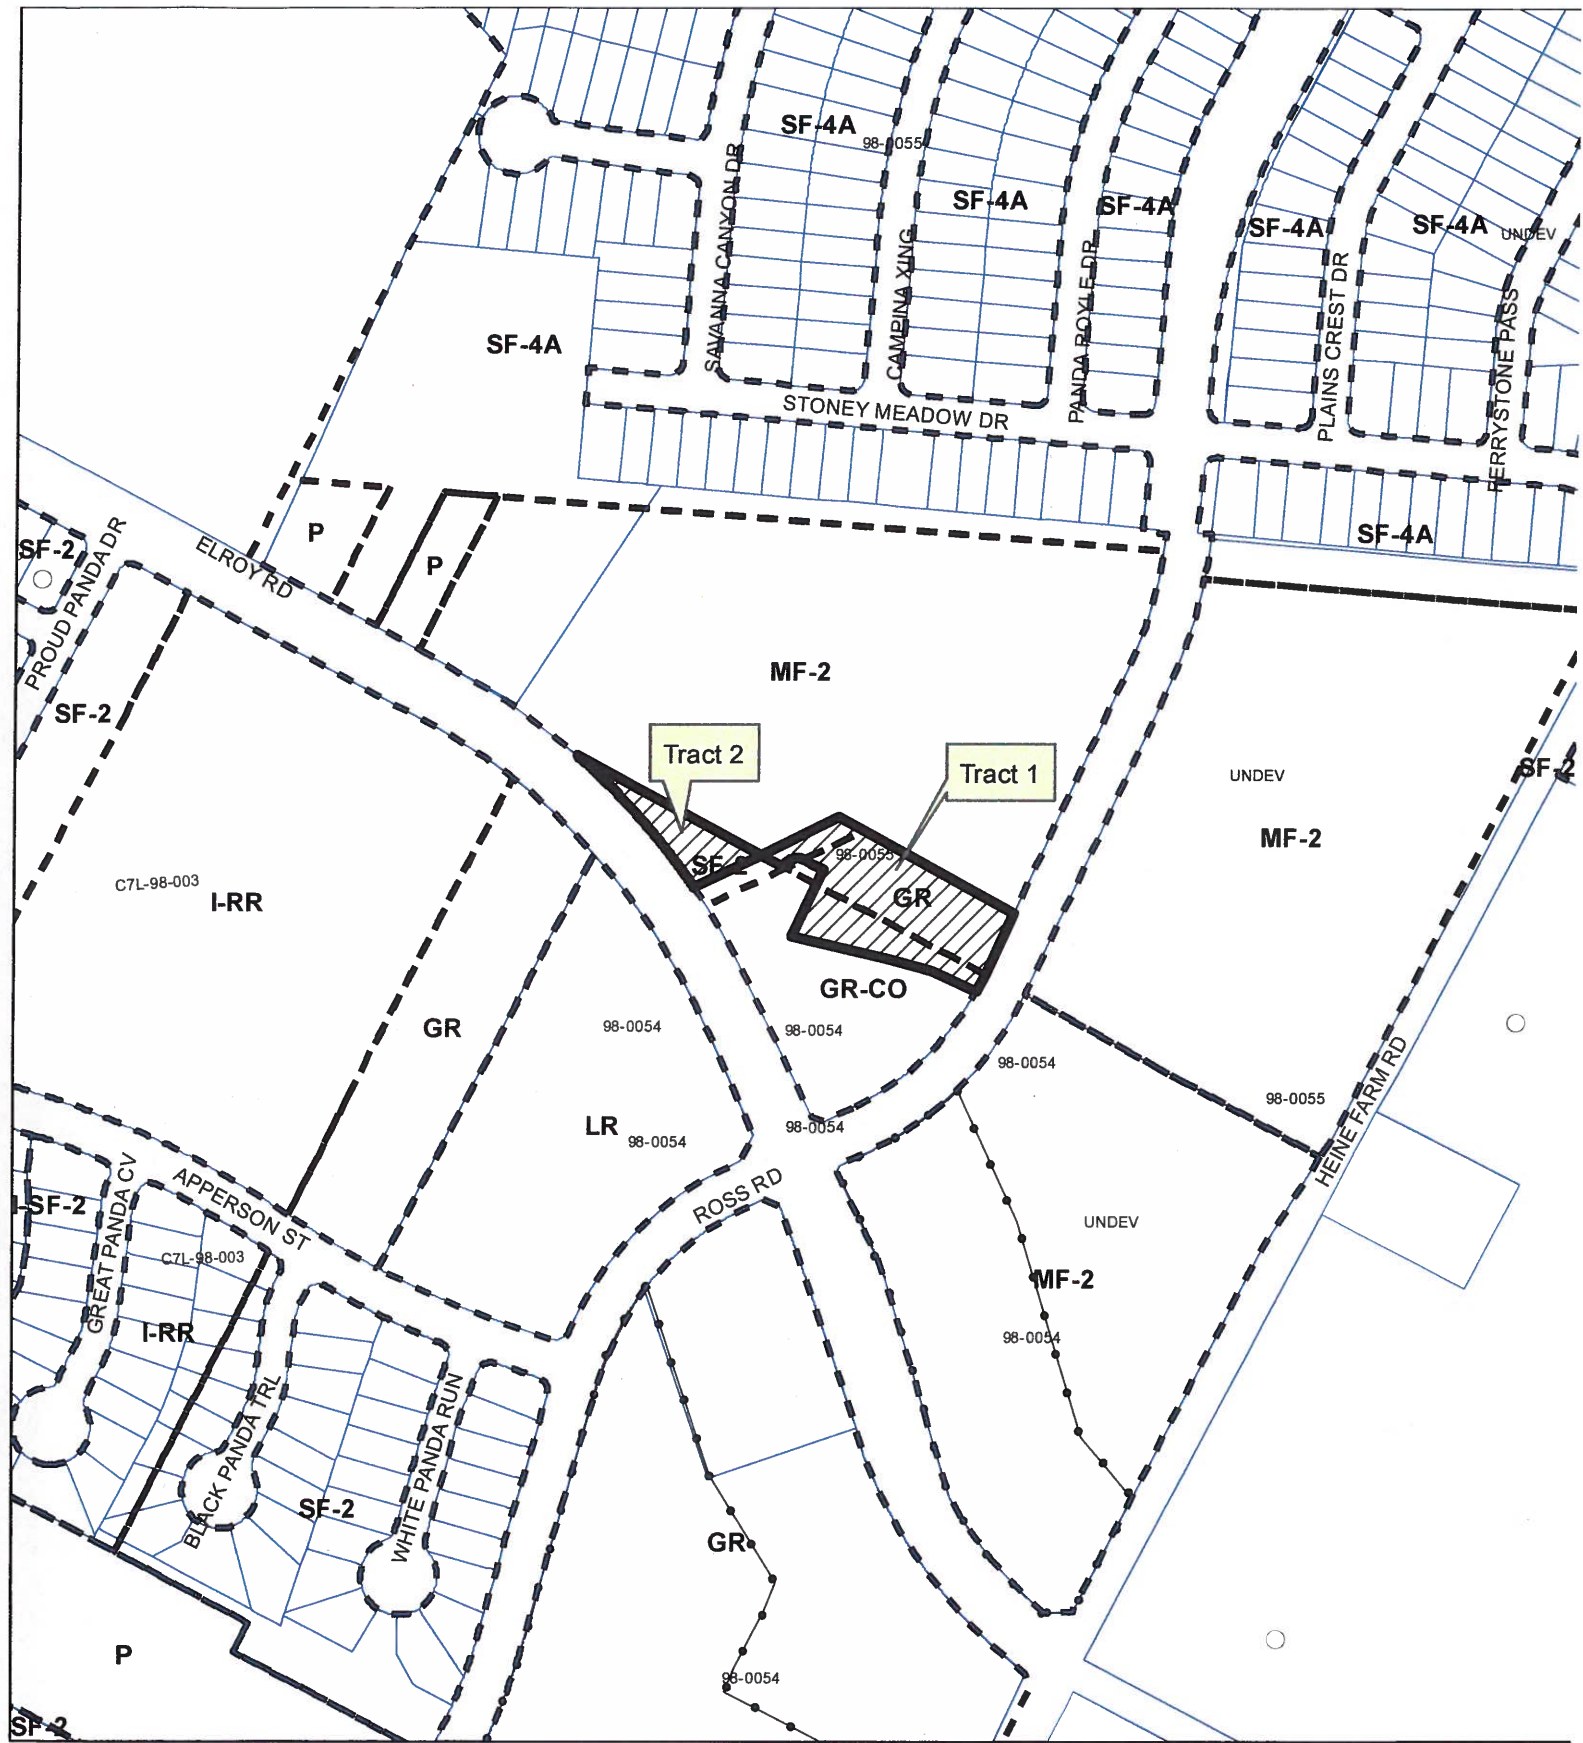 SF-4A
98-0055
SF-4A
SF-4A
SF-4A
SF-4A
UNDEV
SAVANNA CANYON DR
CAMPINA XING
PANDA ROYLE DR
PLAINS CREST DR
PERRYSTONE PASS
SF-4A
STONEY MEADOW DR
SF-4A
P
P
ELROY RD
SF-2
PROUD PANDA DR
SF-2
MF-2
Tract 2
Tract 1
UNDEV
SF-2
MF-2
98-0055
GR
C7L-98-003
I-RR
GR-CO
GR
98-0054
98-0054
98-0054
98-0055
HEINE FARM RD
LR
98-0054
98-0054
ROSS RD
APPERSON ST
I-SF-2
GREAT PANDA CV
C7L-98-003
I-RR
UNDEV
MF-2
98-0054
BLACK PANDA TRL
WHITE PANDA RUN
SF-2
GR
P
98-0054
SF-2